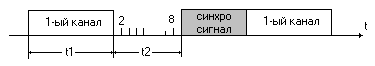 1-ый канал
2
8
синхро
сигнал
1-ый канал
t
t1
t2